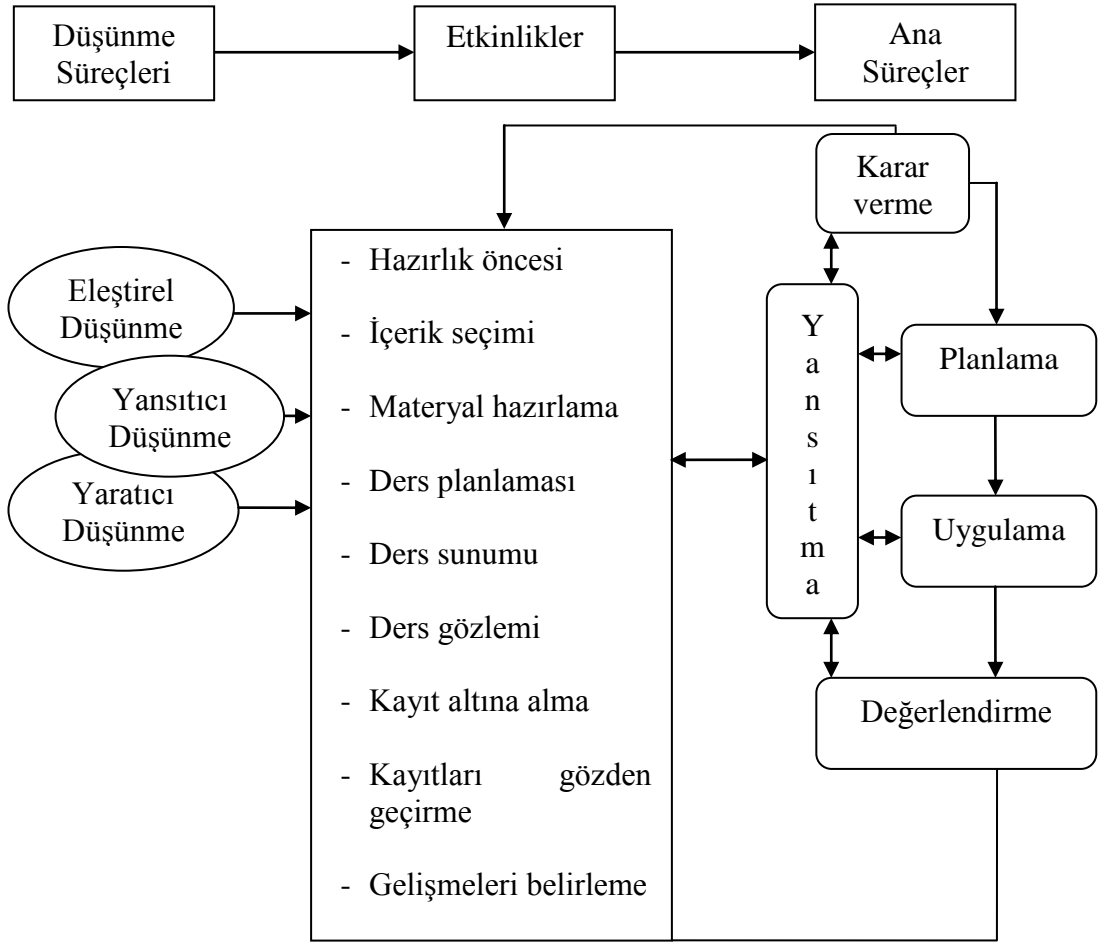 Düşünme
Süreçleri
Etkinlikler
Ana
Süreçler
Eleştirel
Düşünme
Yansıtıcı
Düşünme
Yaratıcı
Düşünme
- Hazırlık öncesi
- İçerik seçimi
- Materyal hazırlama
- Ders planlaması
- Ders sunumu
- Ders gözlemi
- Kayıt altına alma
- Kayıtları gözden
geçirme
- Gelişmeleri belirleme
Y
a
n
s
ı
t
m
a
Karar
verme
Planlama
Uygulama
Değerlendirme